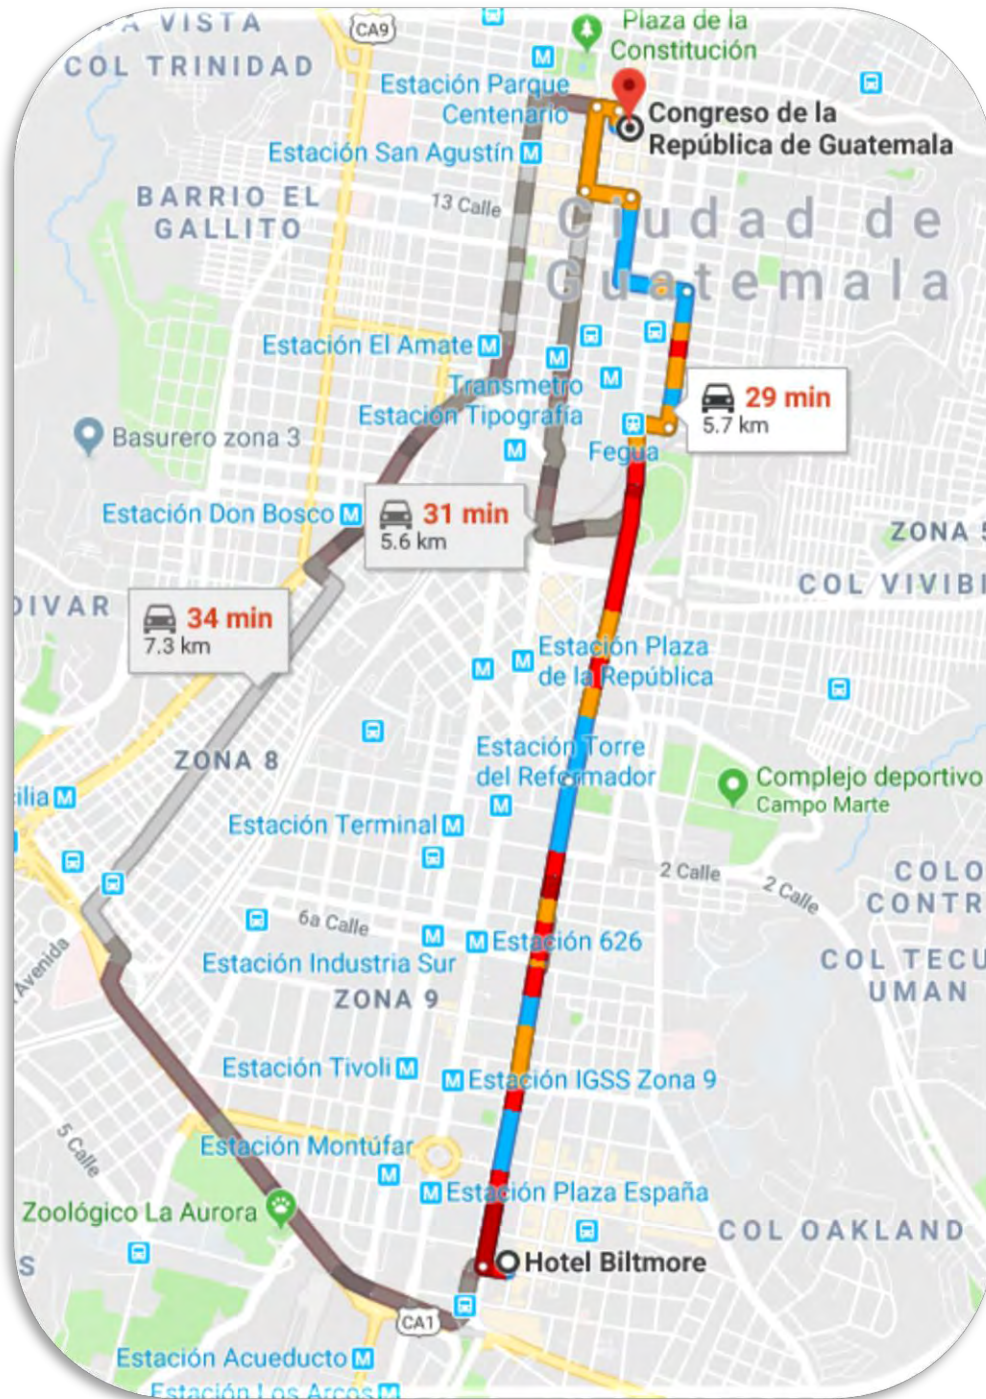 VISTA
CA9
Plaza de la
Constitución
COL TRINIDAD
Estación Parque
Centenario
Congreso de la
República de Guatemala
Estación San Agustín M
BARRIO EL
GALLITO
13 Calle
Ciudad de
Guatemala
Estación El Amate M
Transmetro
Estación Tipografía
29 min
5.7 km
Basurero zona 3
M
Fegua
Estación Don Bosco M
31 min
5.6 km
ZONA 5
COL VIVIBI
DIVAR
34 min
7.3 km
M M Estación Plaza
de la República
ZONA 8
Estación Torre
del Reformador
Complejo deportivo
Campo Marte
ilia M
M
Estación Terminal M
2 Calle
2 Calle
COLO
CONTR
6a Calle
M M Estación 626
Estación Industria Sur
Avenida
COL TECU
UMAN
ZONA 9
Estación Tivoli M
M Estación IGSS Zona 9
5 Calle
Estación Montúfar
M
M Estación Plaza España
Zoológico La Aurora
COL OAKLAND
S
Hotel Biltmore
CA1
Estación Acueducto M
Estación Los Arcos M